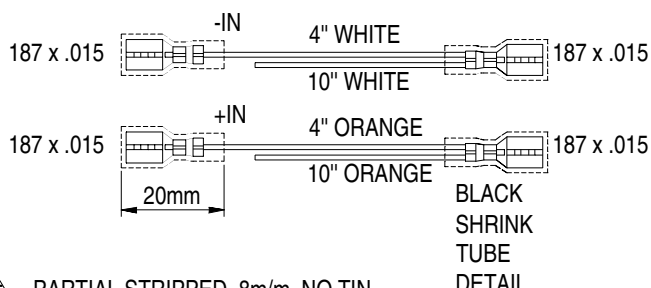 -IN
4" WHITE
187 x .015
187 x .015
10" WHITE
+IN
4" ORANGE
187 x .015
187 x .015
10" ORANGE
20mm
BLACK
SHRINK
TUBE
DETAIL
PARTIAL STRIPPED 8m/m NO TIN